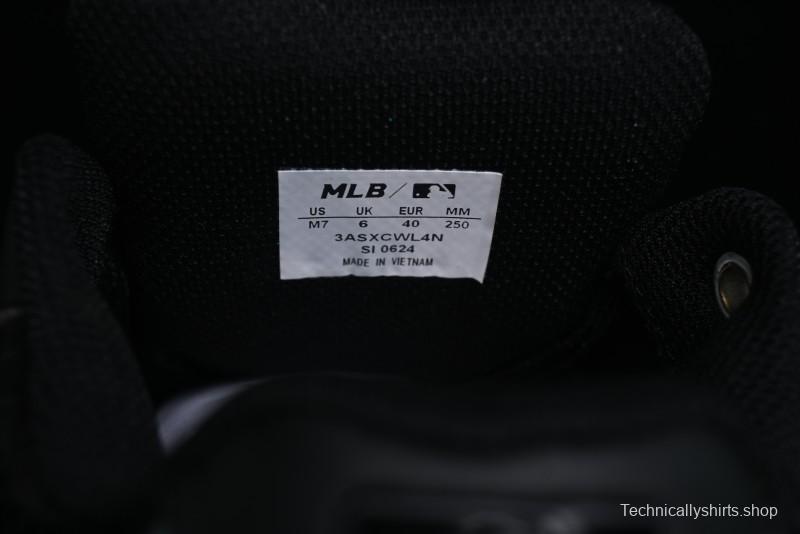 MLB /
US UK EUR MM
M7 6 40 250
3ASXCWL4N
SI 0624
MADE IN VIETNAM
Technicallyshirts.shop